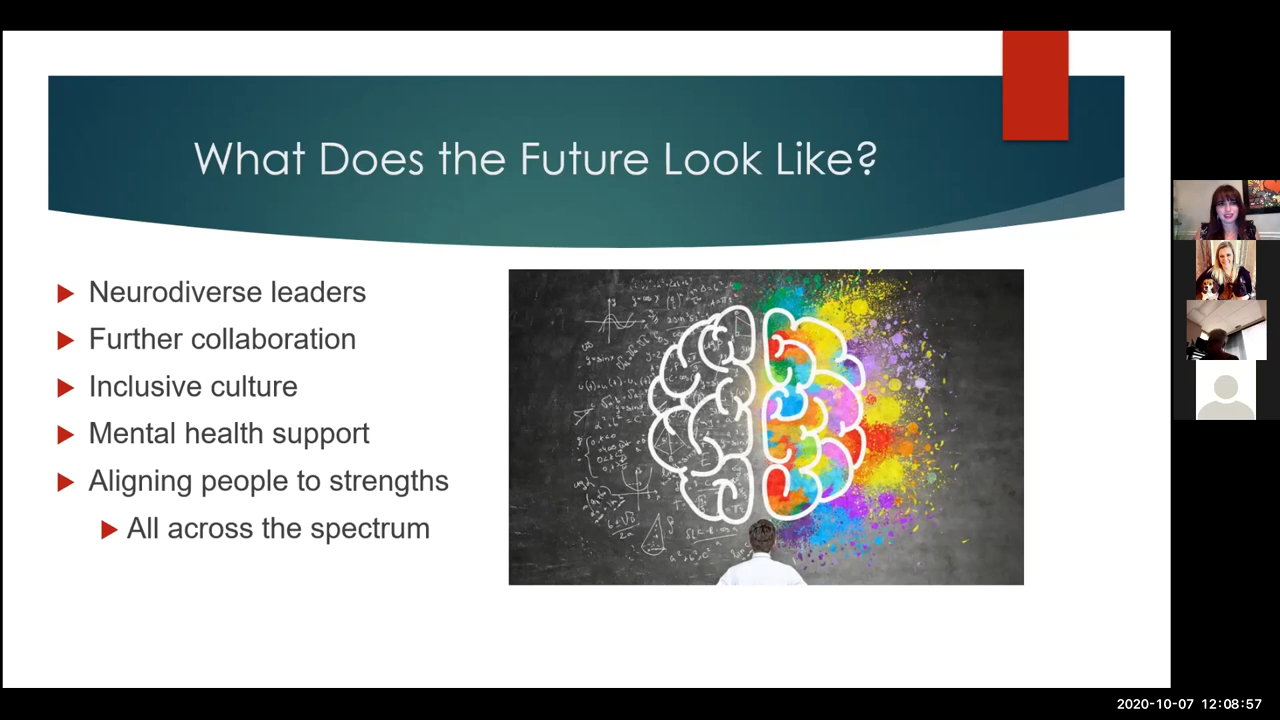 What Does the Future Look Like?
Neurodiverse leaders
Further collaboration
Inclusive culture
Mental health support
Aligning people to strengths
All across the spectrum
2020-10-07 12:08:57